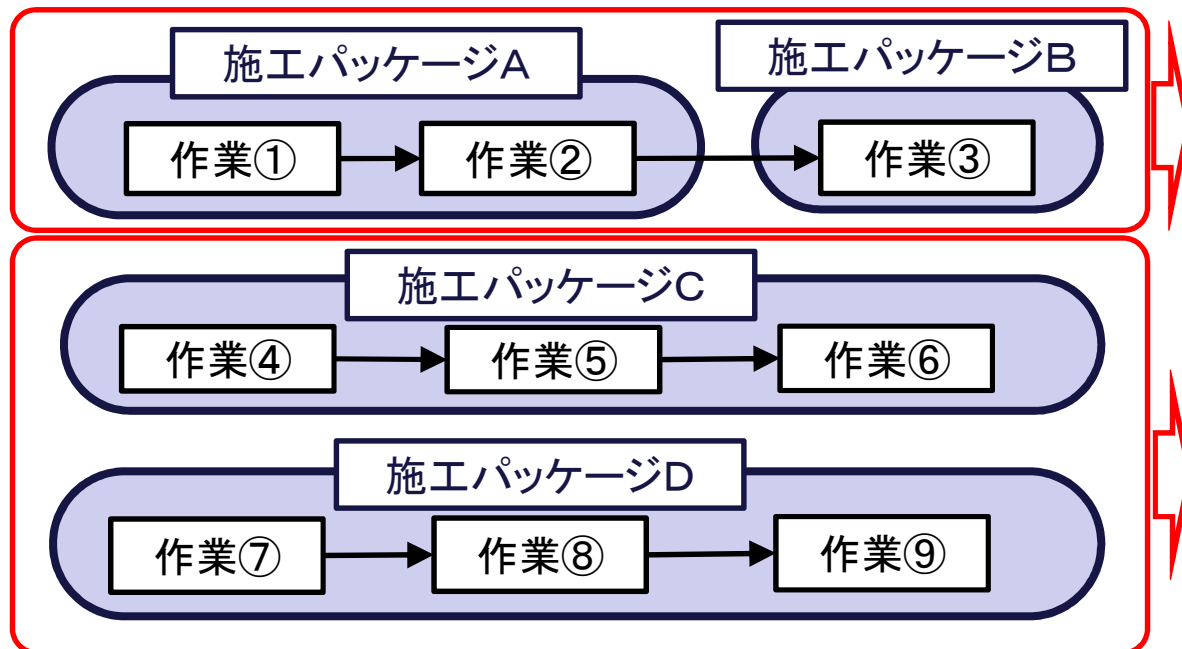 施工パッケージA
施工パッケージB
作業①
作業②
作業③
施工パッケージC
作業④
作業⑤
作業⑥
施工パッケージD
作業⑦
作業⑧
作業⑨